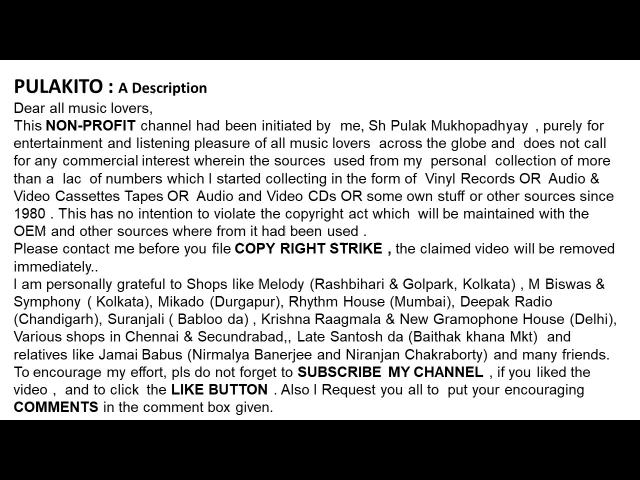 PULAKITO : A Description
Dear all music lovers,
This NON-PROFIT channel had been initiated by me, Sh Pulak Mukhopadhyay , purely for
entertainment and listening pleasure of all music lovers across the globe and does not call
for any commercial interest wherein the sources used from my personal collection of more
than a lac of numbers which I started collecting in the form of Vinyl Records OR Audio &
Video Cassettes Tapes OR Audio and Video CDs OR some own stuff or other sources since
1980 . This has no intention to violate the copyright act which will be maintained with the
OEM and other sources where from it had been used .
Please contact me before you file COPY RIGHT STRIKE , the claimed video will be removed
immediately..
I am personally grateful to Shops like Melody (Rashbihari & Golpark, Kolkata) , M Biswas &
Symphony ( Kolkata), Mikado (Durgapur), Rhythm House (Mumbai), Deepak Radio
(Chandigarh), Suranjali ( Babloo da) , Krishna Raagmala & New Gramophone House (Delhi),
Various shops in Chennai & Secundrabad,, Late Santosh da (Baithak khana Mkt) and
relatives like Jamai Babus (Nirmalya Banerjee and Niranjan Chakraborty) and many friends.
To encourage my effort, pls do not forget to SUBSCRIBE MY CHANNEL , if you liked the
video , and to click the LIKE BUTTON . Also I Request you all to put your encouraging
COMMENTS in the comment box given.